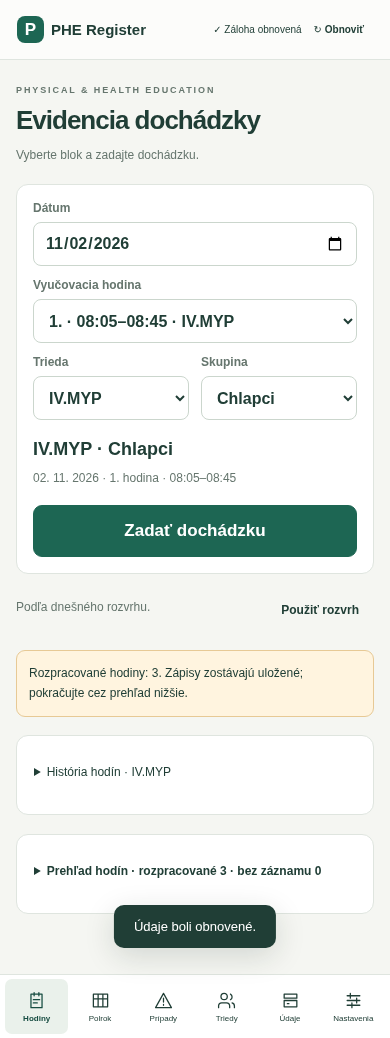 P PHE Register ✓ Záloha obnovená ↻ Obnoviť
PHYSICAL & HEALTH EDUCATION
Evidencia dochádzky
Vyberte blok a zadajte dochádzku.
Dátum
11/02/2026
Vyučovacia hodina
1. · 08:05–08:45 · IV.MYP
Trieda Skupina
IV.MYP Chlapci
IV.MYP · Chlapci
02. 11. 2026 · 1. hodina · 08:05–08:45
Zadať dochádzku
Podľa dnešného rozvrhu. Použiť rozvrh
Rozpracované hodiny: 3. Zápisy zostávajú uložené;
pokračujte cez prehľad nižšie.
▶ História hodín · IV.MYP
▶ Prehľad hodín · rozpracované 3 · bez záznamu 0
Údaje boli obnovené.
Hodiny Polrok Prípady Triedy Údaje Nastavenia